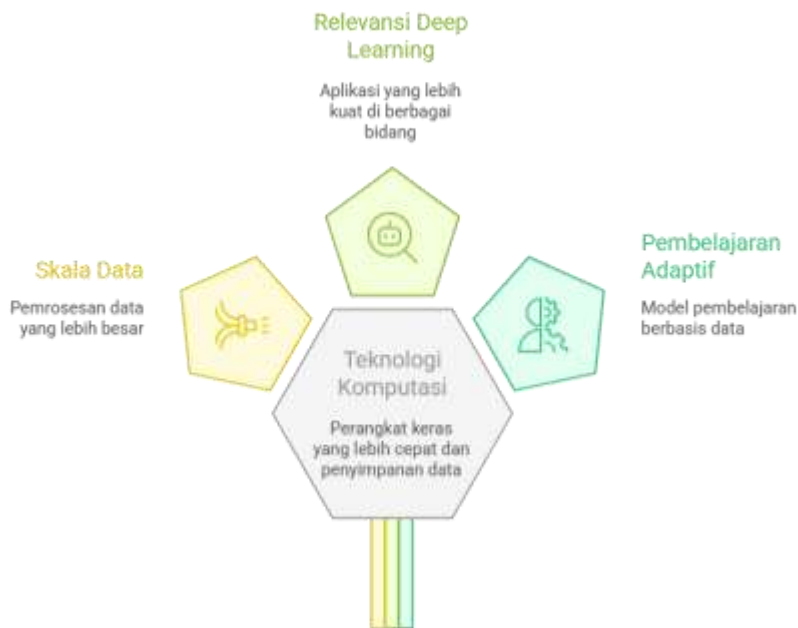 Relevansi Deep
Learning
Aplikasi yang lebih
kuat di berbagai
bidang
Skala Data
Pemrosesan data
yang lebih besar
Pembelajaran
Adaptif
Model pembelajaran
berbasis data
Teknologi
Komputasi
Perangkat keras
yang lebih cepat dan
penyimpanan data